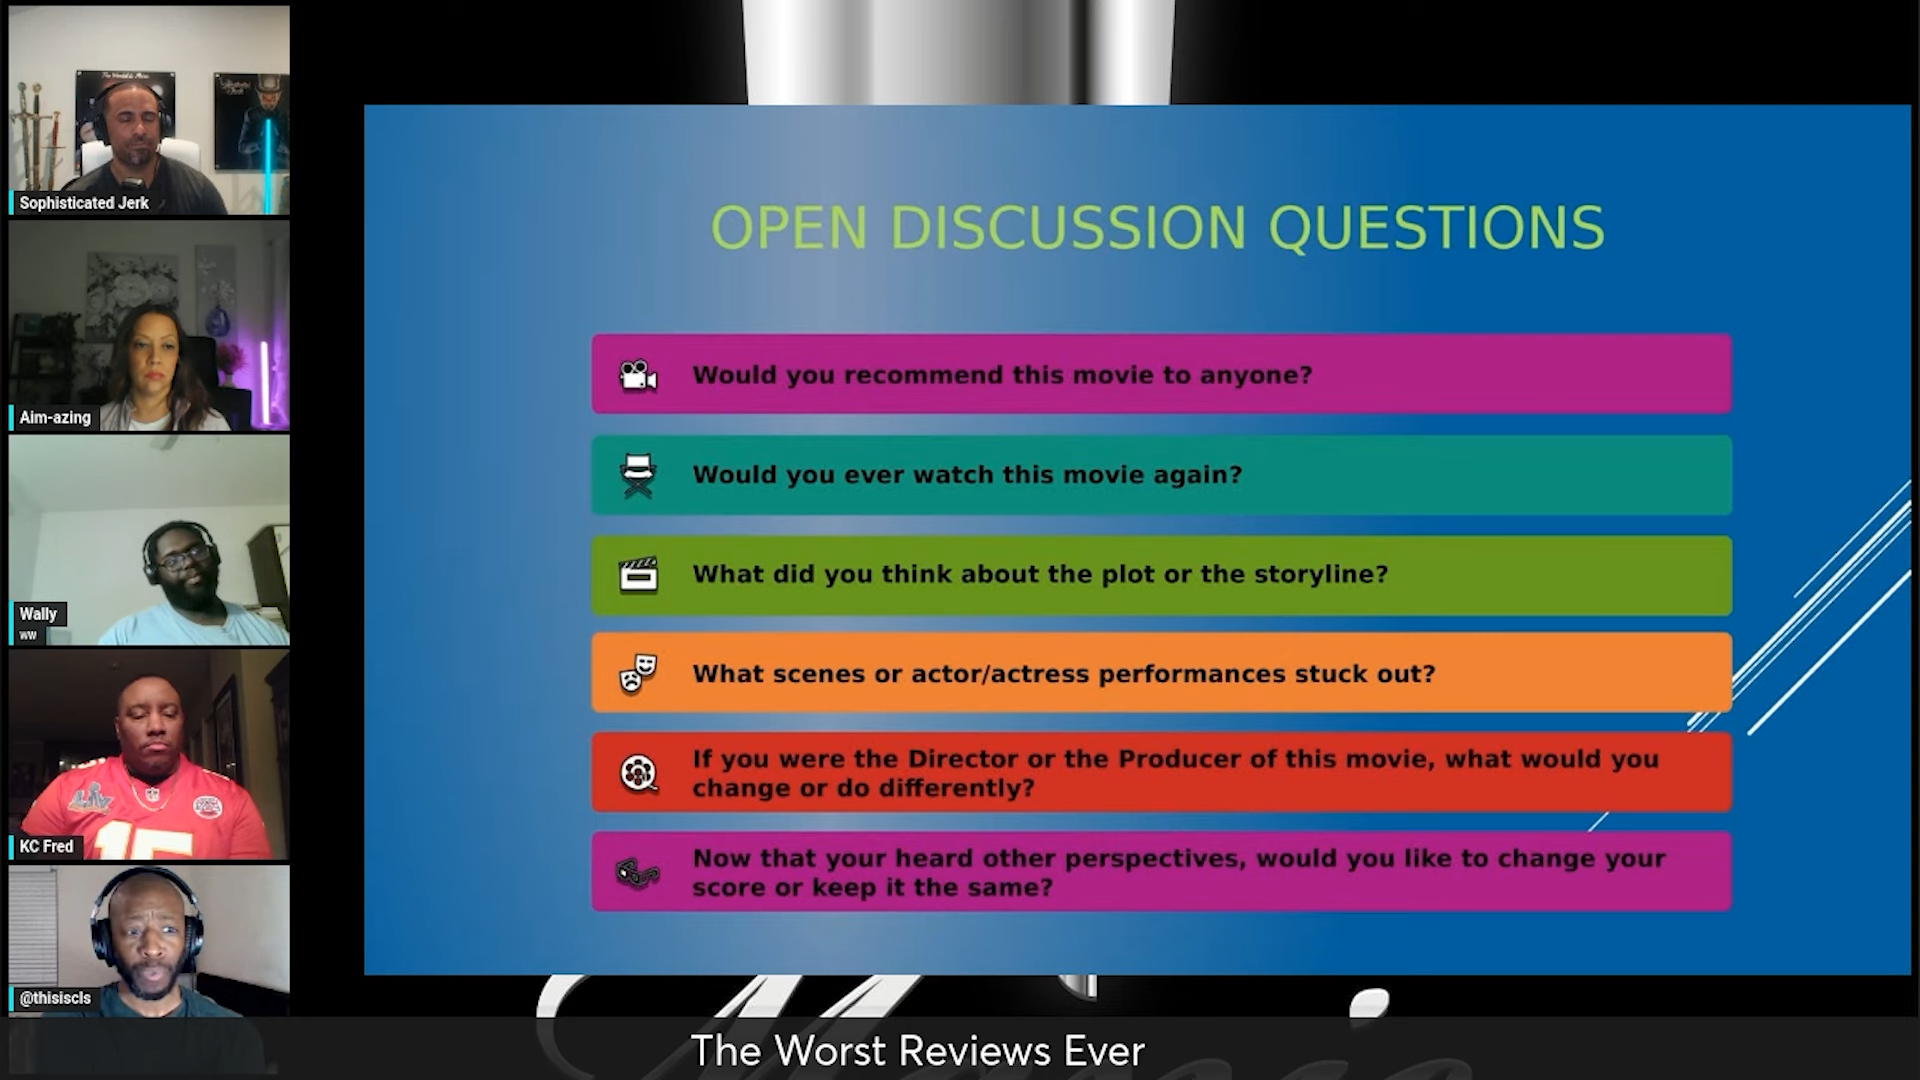 Sophisticated Jerk
Aim-azing
Wally
WW
KC Fred
@thisiscls
OPEN DISCUSSION QUESTIONS
Would you recommend this movie to anyone?
Would you ever watch this movie again?
What did you think about the plot or the storyline?
What scenes or actor/actress performances stuck out?
If you were the Director or the Producer of this movie, what would you
change or do differently?
Now that your heard other perspectives, would you like to change your
score or keep it the same?
The Worst Reviews Ever